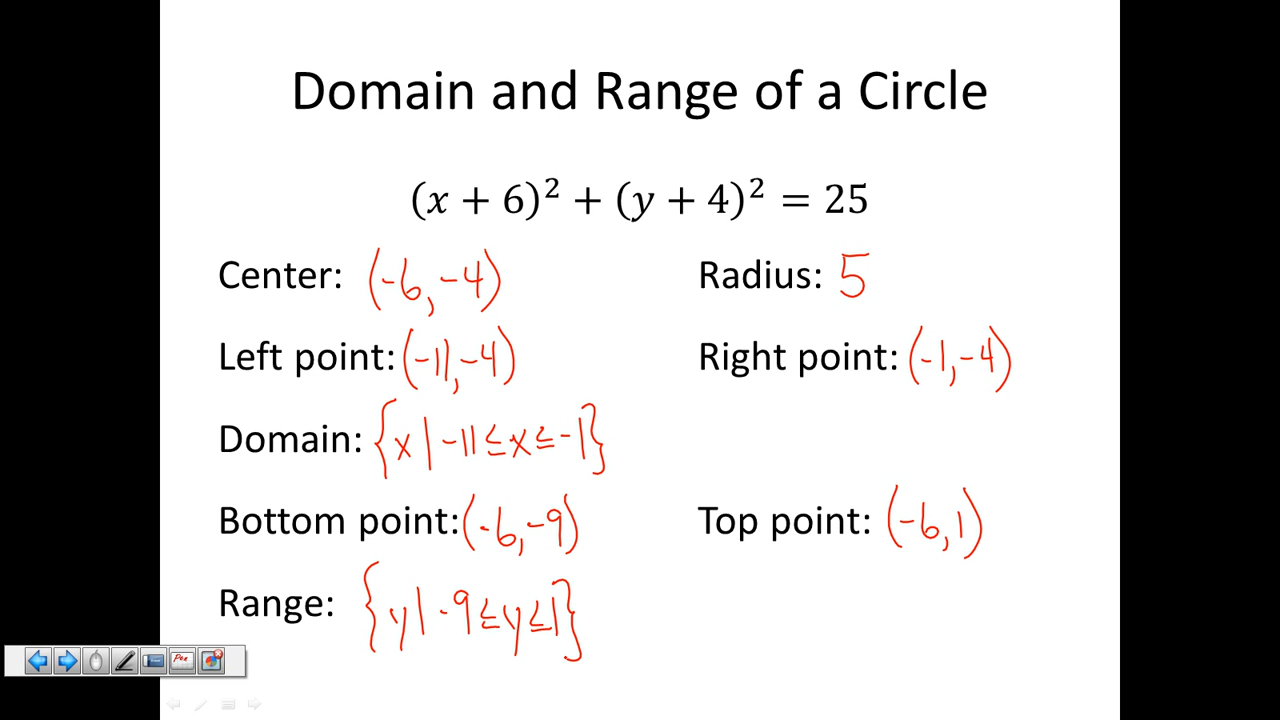 Domain and Range of a Circle
(x + 6)² + (y + 4)² = 25
Center: (-6, -4) Radius: 5
Left point: (-11, -4) Right point: (-1, -4)
Domain: {x | -11 ≤ x ≤ -1}
Bottom point: (-6, -9) Top point: (-6, 1)
Range: {y | -9 ≤ y ≤ 1}
Pen